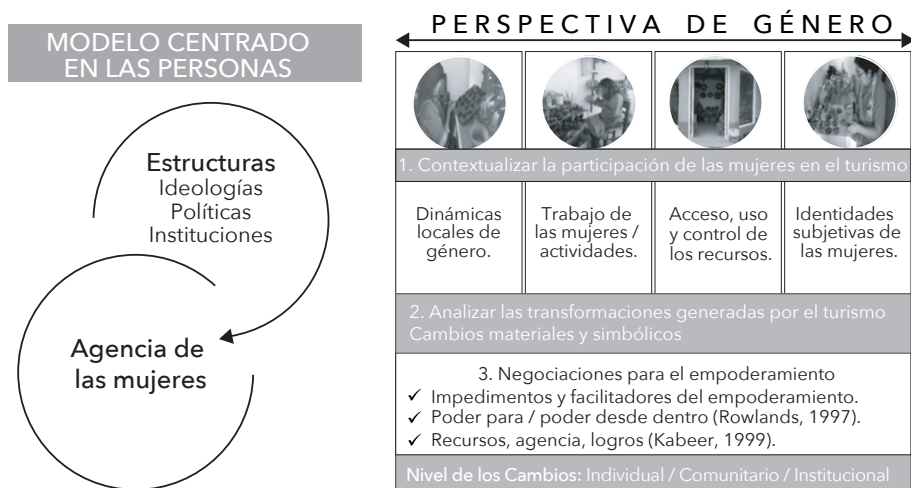 MODELO CENTRADO
EN LAS PERSONAS
Estructuras
Ideologías
Políticas
Instituciones
Agencia de
las mujeres
PERSPECTIVA DE GÉNERO
1. Contextualizar la participación de las mujeres en el turismo
Dinámicas
locales de
género.
Trabajo de
las mujeres /
actividades.
Acceso, uso
y control de
los recursos.
Identidades
subjetivas de
las mujeres.
2. Analizar las transformaciones generadas por el turismo
Cambios materiales y simbólicos
3. Negociaciones para el empoderamiento
✓ Impedimentos y facilitadores del empoderamiento.
✓ Poder para / poder desde dentro (Rowlands, 1997).
✓ Recursos, agencia, logros (Kabeer, 1999).
Nivel de los Cambios: Individual / Comunitario / Institucional